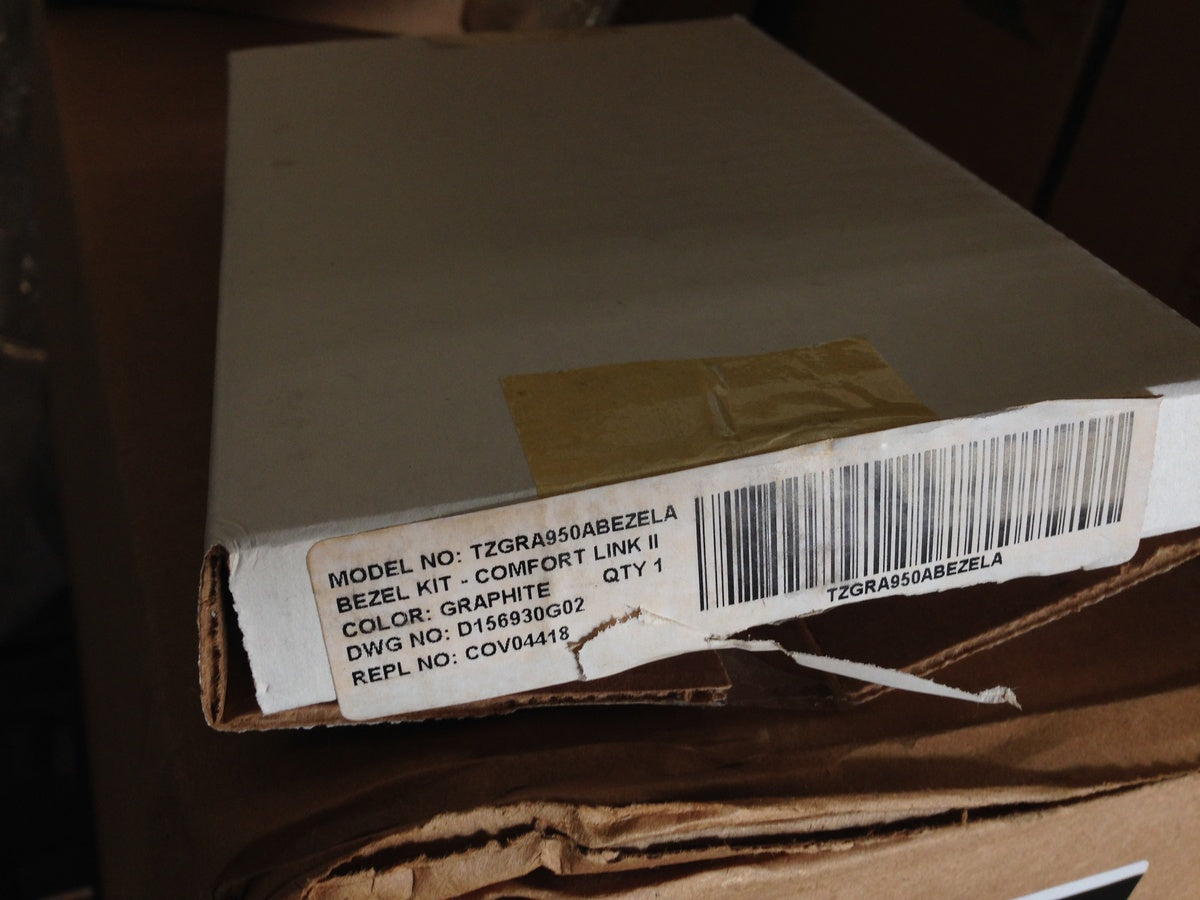 MODEL NO: TZGRA950ABEZELA
BEZEL KIT - COMFORT LINK II
COLOR: GRAPHITE QTY 1
DWG NO: D156930G02
REPL NO: COV04418
TZGRA950ABEZELA